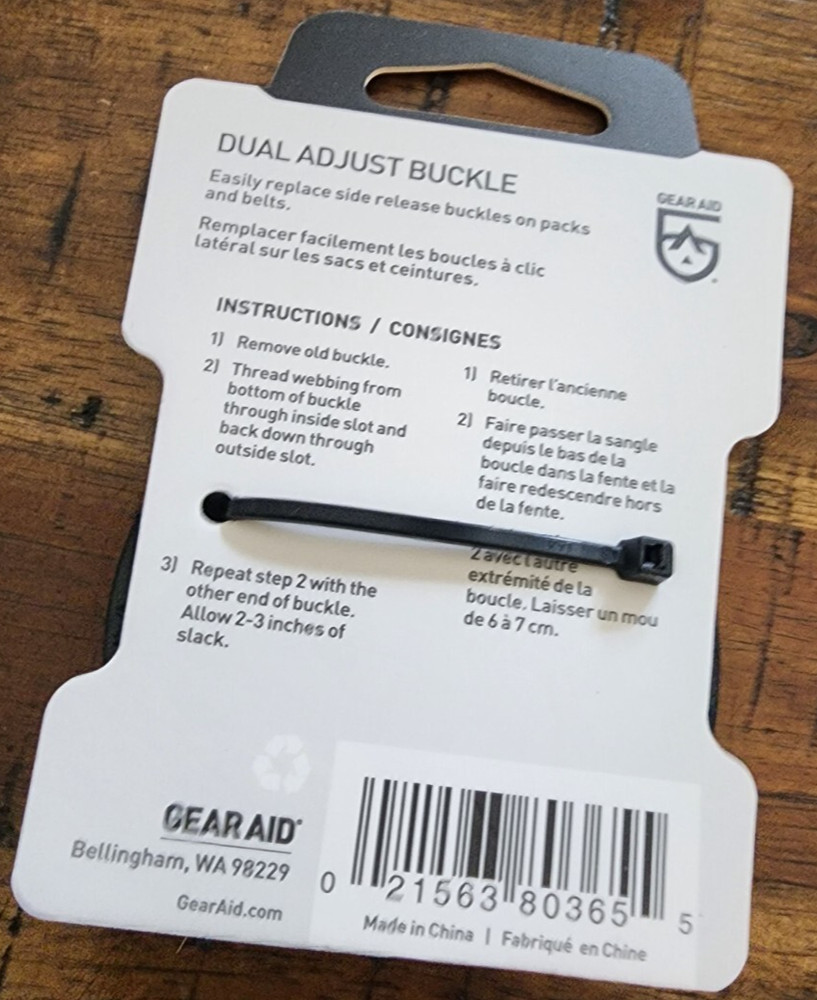 DUAL ADJUST BUCKLE
Easily replace side release buckles on packs
and belts.
Remplacer facilement les boucles à clic
latéral sur les sacs et ceintures.
GEAR AID
INSTRUCTIONS / CONSIGNES
1) Remove old buckle.
2) Thread webbing from
bottom of buckle
through inside slot and
back down through
outside slot.
3) Repeat step 2 with the
other end of buckle.
Allow 2-3 inches of
slack.
1) Retirer l'ancienne
boucle.
2) Faire passer la sangle
depuis le bas de la
boucle dans la fente et la
faire redescendre hors
de la fente.
2 avec l'autre
extrémité de la
boucle. Laisser un mou
de 6 à 7 cm.
GEAR AID
Bellingham, WA 98229
GearAid.com
0 21563 80365 5
Made in China | Fabriqué en Chine